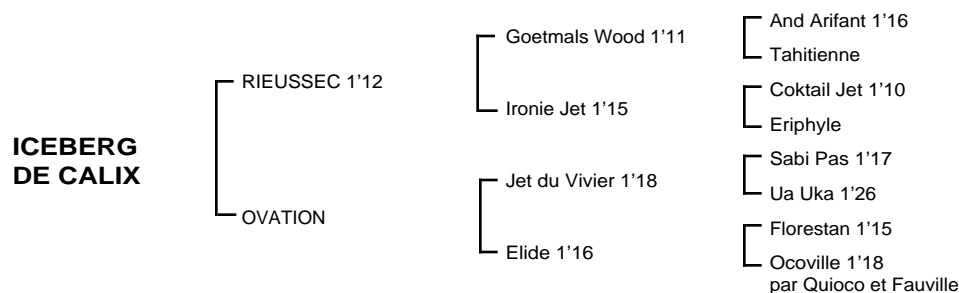 ICEBERG
DE CALIX
RIEUSSEC 1’12
OVATION
Goetmals Wood 1’11
Ironie Jet 1’15
Jet du Vivier 1’18
Elide 1’16
And Arifant 1’16
Tahitienne
Coktail Jet 1’10
Eriphyle
Sabi Pas 1’17
Ua Uka 1’26
Florestan 1’15
Ocoville 1’18
par Quioco et Fauville